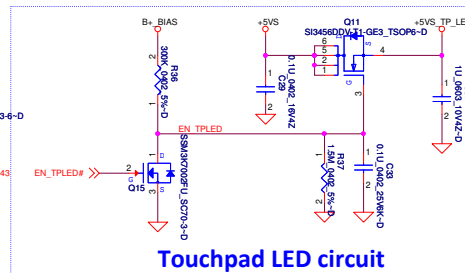 B+_BIAS
+5VS
Q11
SI3456DDV-T1-GE3_TSOP6~D
+5VS_TP_LE
R36
300K_0402_5%~D
C29
0.1U_0402_16V4Z
1U_0603_10V4Z~D
6
5
2
1
D
S
G
4
3
3-6~D
EN_TPLED
43
EN_TPLED#
2
G
Q15
SSM3K7002FU_SC70-3~D
1
D
3
S
R37
1.5M_0402_5%~D
C33
0.1U_0402_25V6K~D
1
2
Touchpad LED circuit